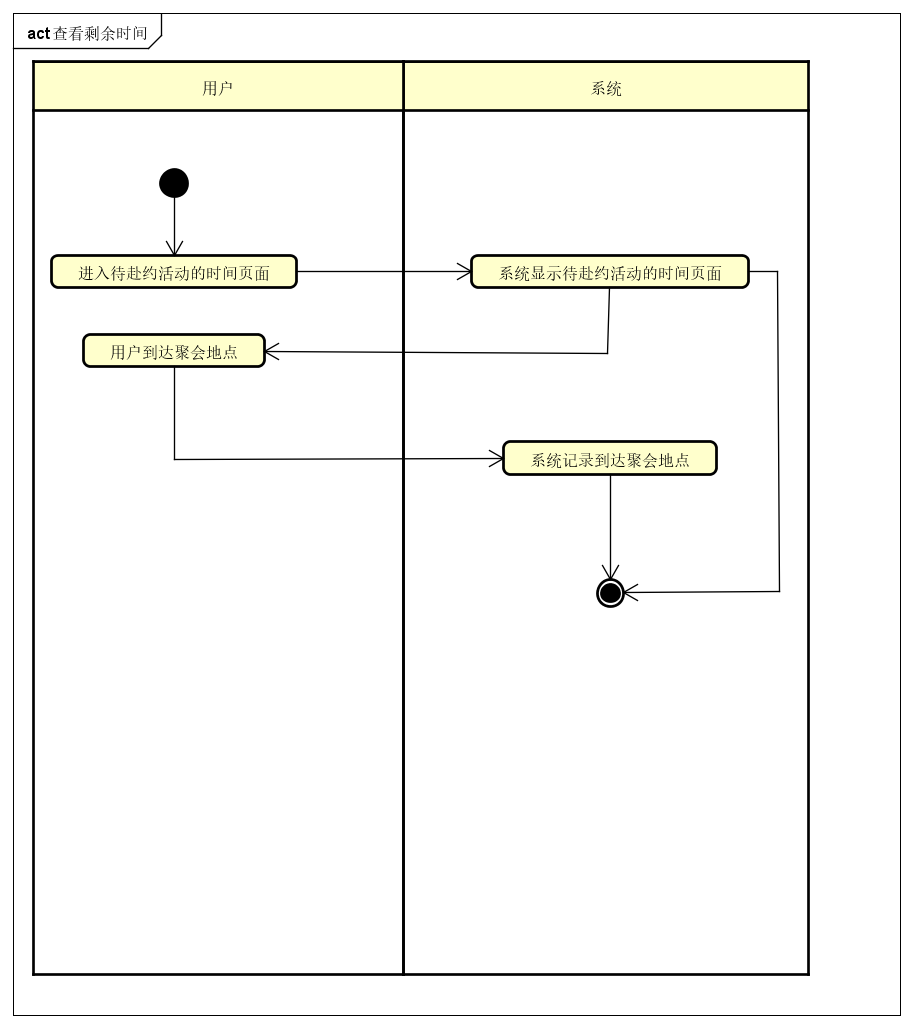 act 查看剩余时间
用户
系统
进入待赴约活动的时间页面
系统显示待赴约活动的时间页面
用户到达聚会地点
系统记录到达聚会地点